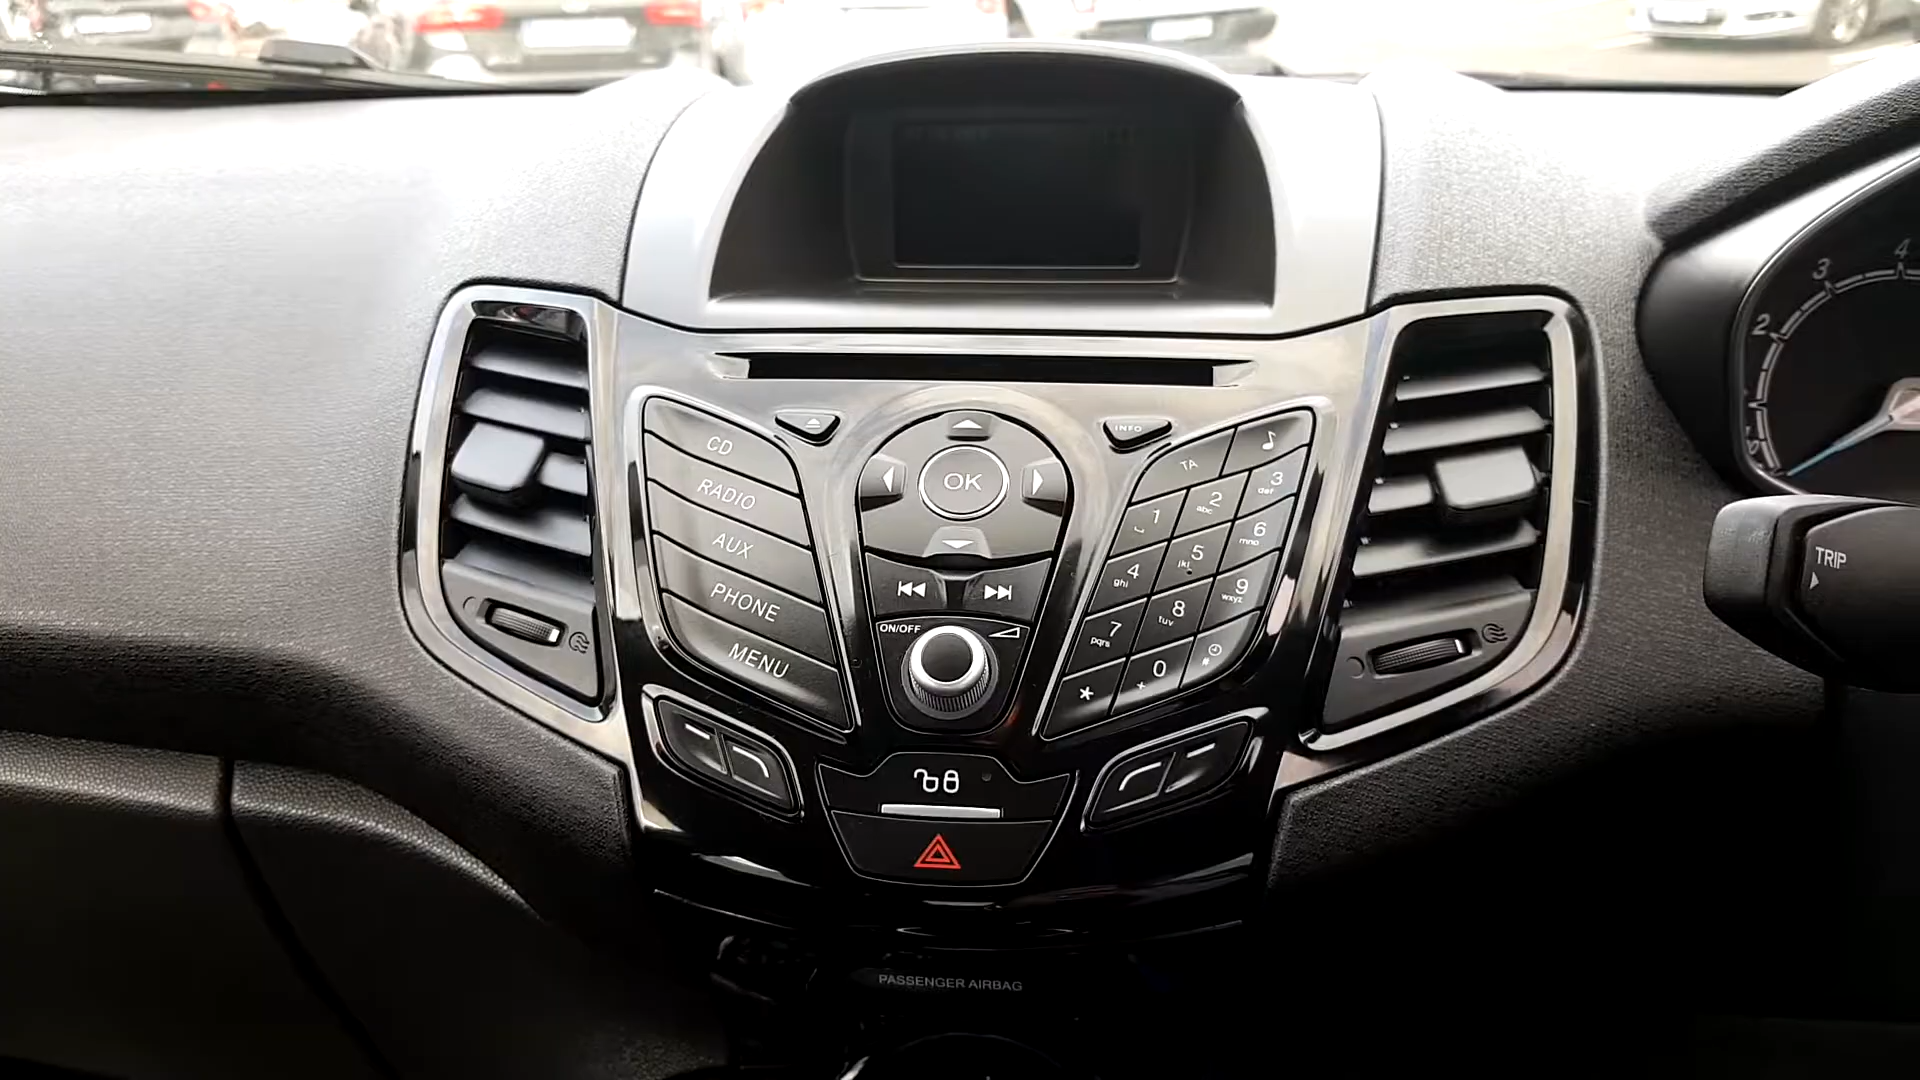 CD
RADIO
AUX
PHONE
MENU
OK
INFO
TA
1
2 abc
3 def
4 ghi
5 jkl
6 mno
7 pqrs
8 tuv
9 wxyz
*
0 +
#
ON/OFF
PASSENGER AIRBAG
2
3
4
TRIP